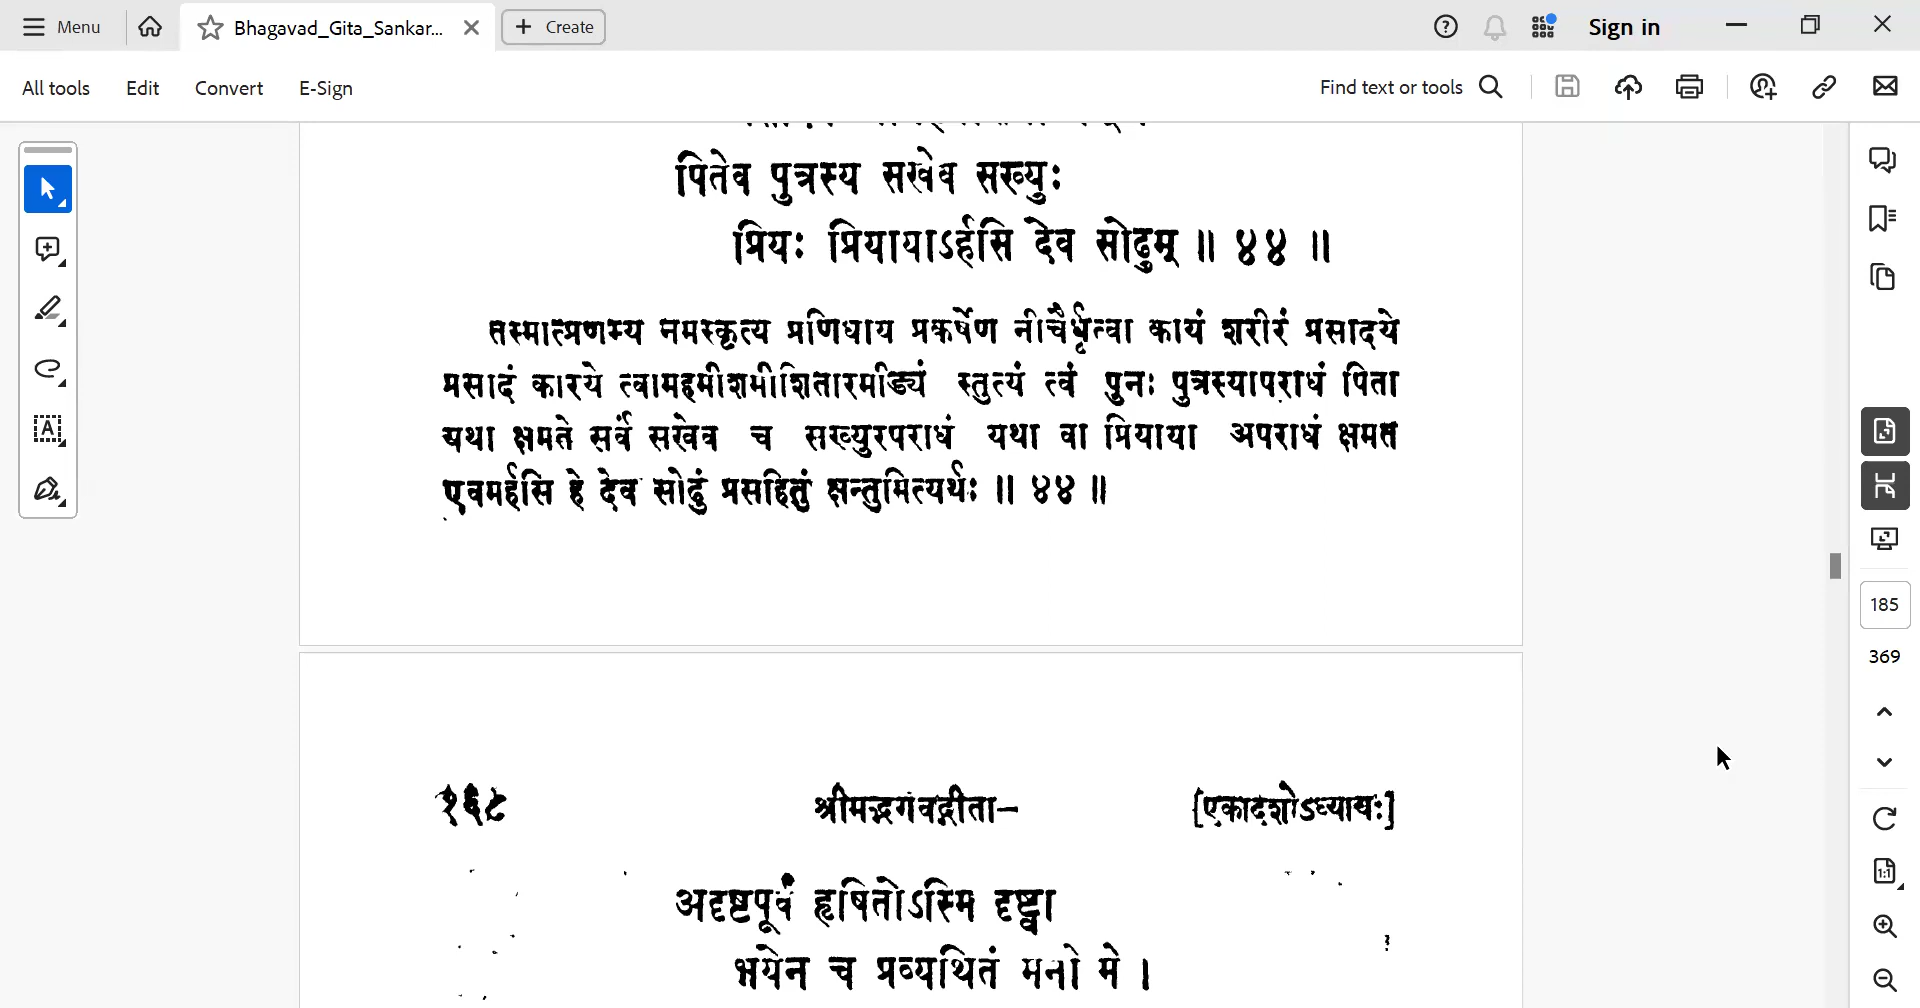 Menu
Bhagavad_Gita_Sankar...
Create
Sign in
All tools
Edit
Convert
E-Sign
Find text or tools
पितेव पुत्रस्य सखेव सख्युः
प्रियः प्रियायाऽर्हसि देव सोढुम् ॥ ४४ ॥
तस्मात्प्रणम्य नमस्कृत्य प्रणिधाय प्रकर्षेण नीचैर्धृत्वा कायं शरीरं प्रसादये
प्रसादं कारये त्वामहमीशमीशितारमीड्यं स्तुत्यं त्वं पुनः पुत्रस्यापराधं पिता
यथा क्षमते सर्वं सखेव च सख्युरपराधं यथा वा प्रियाया अपराधं क्षमत
एवमर्हसि हे देव सोढुं प्रसहितुं क्षन्तुमित्यर्थः ॥ ४४ ॥
185
369
१६८ श्रीमद्भगवद्गीता- [एकादशोऽध्यायः]
अदृष्टपूर्वं हृषितोऽस्मि दृष्ट्वा
भयेन च प्रव्यथितं मनो मे ।